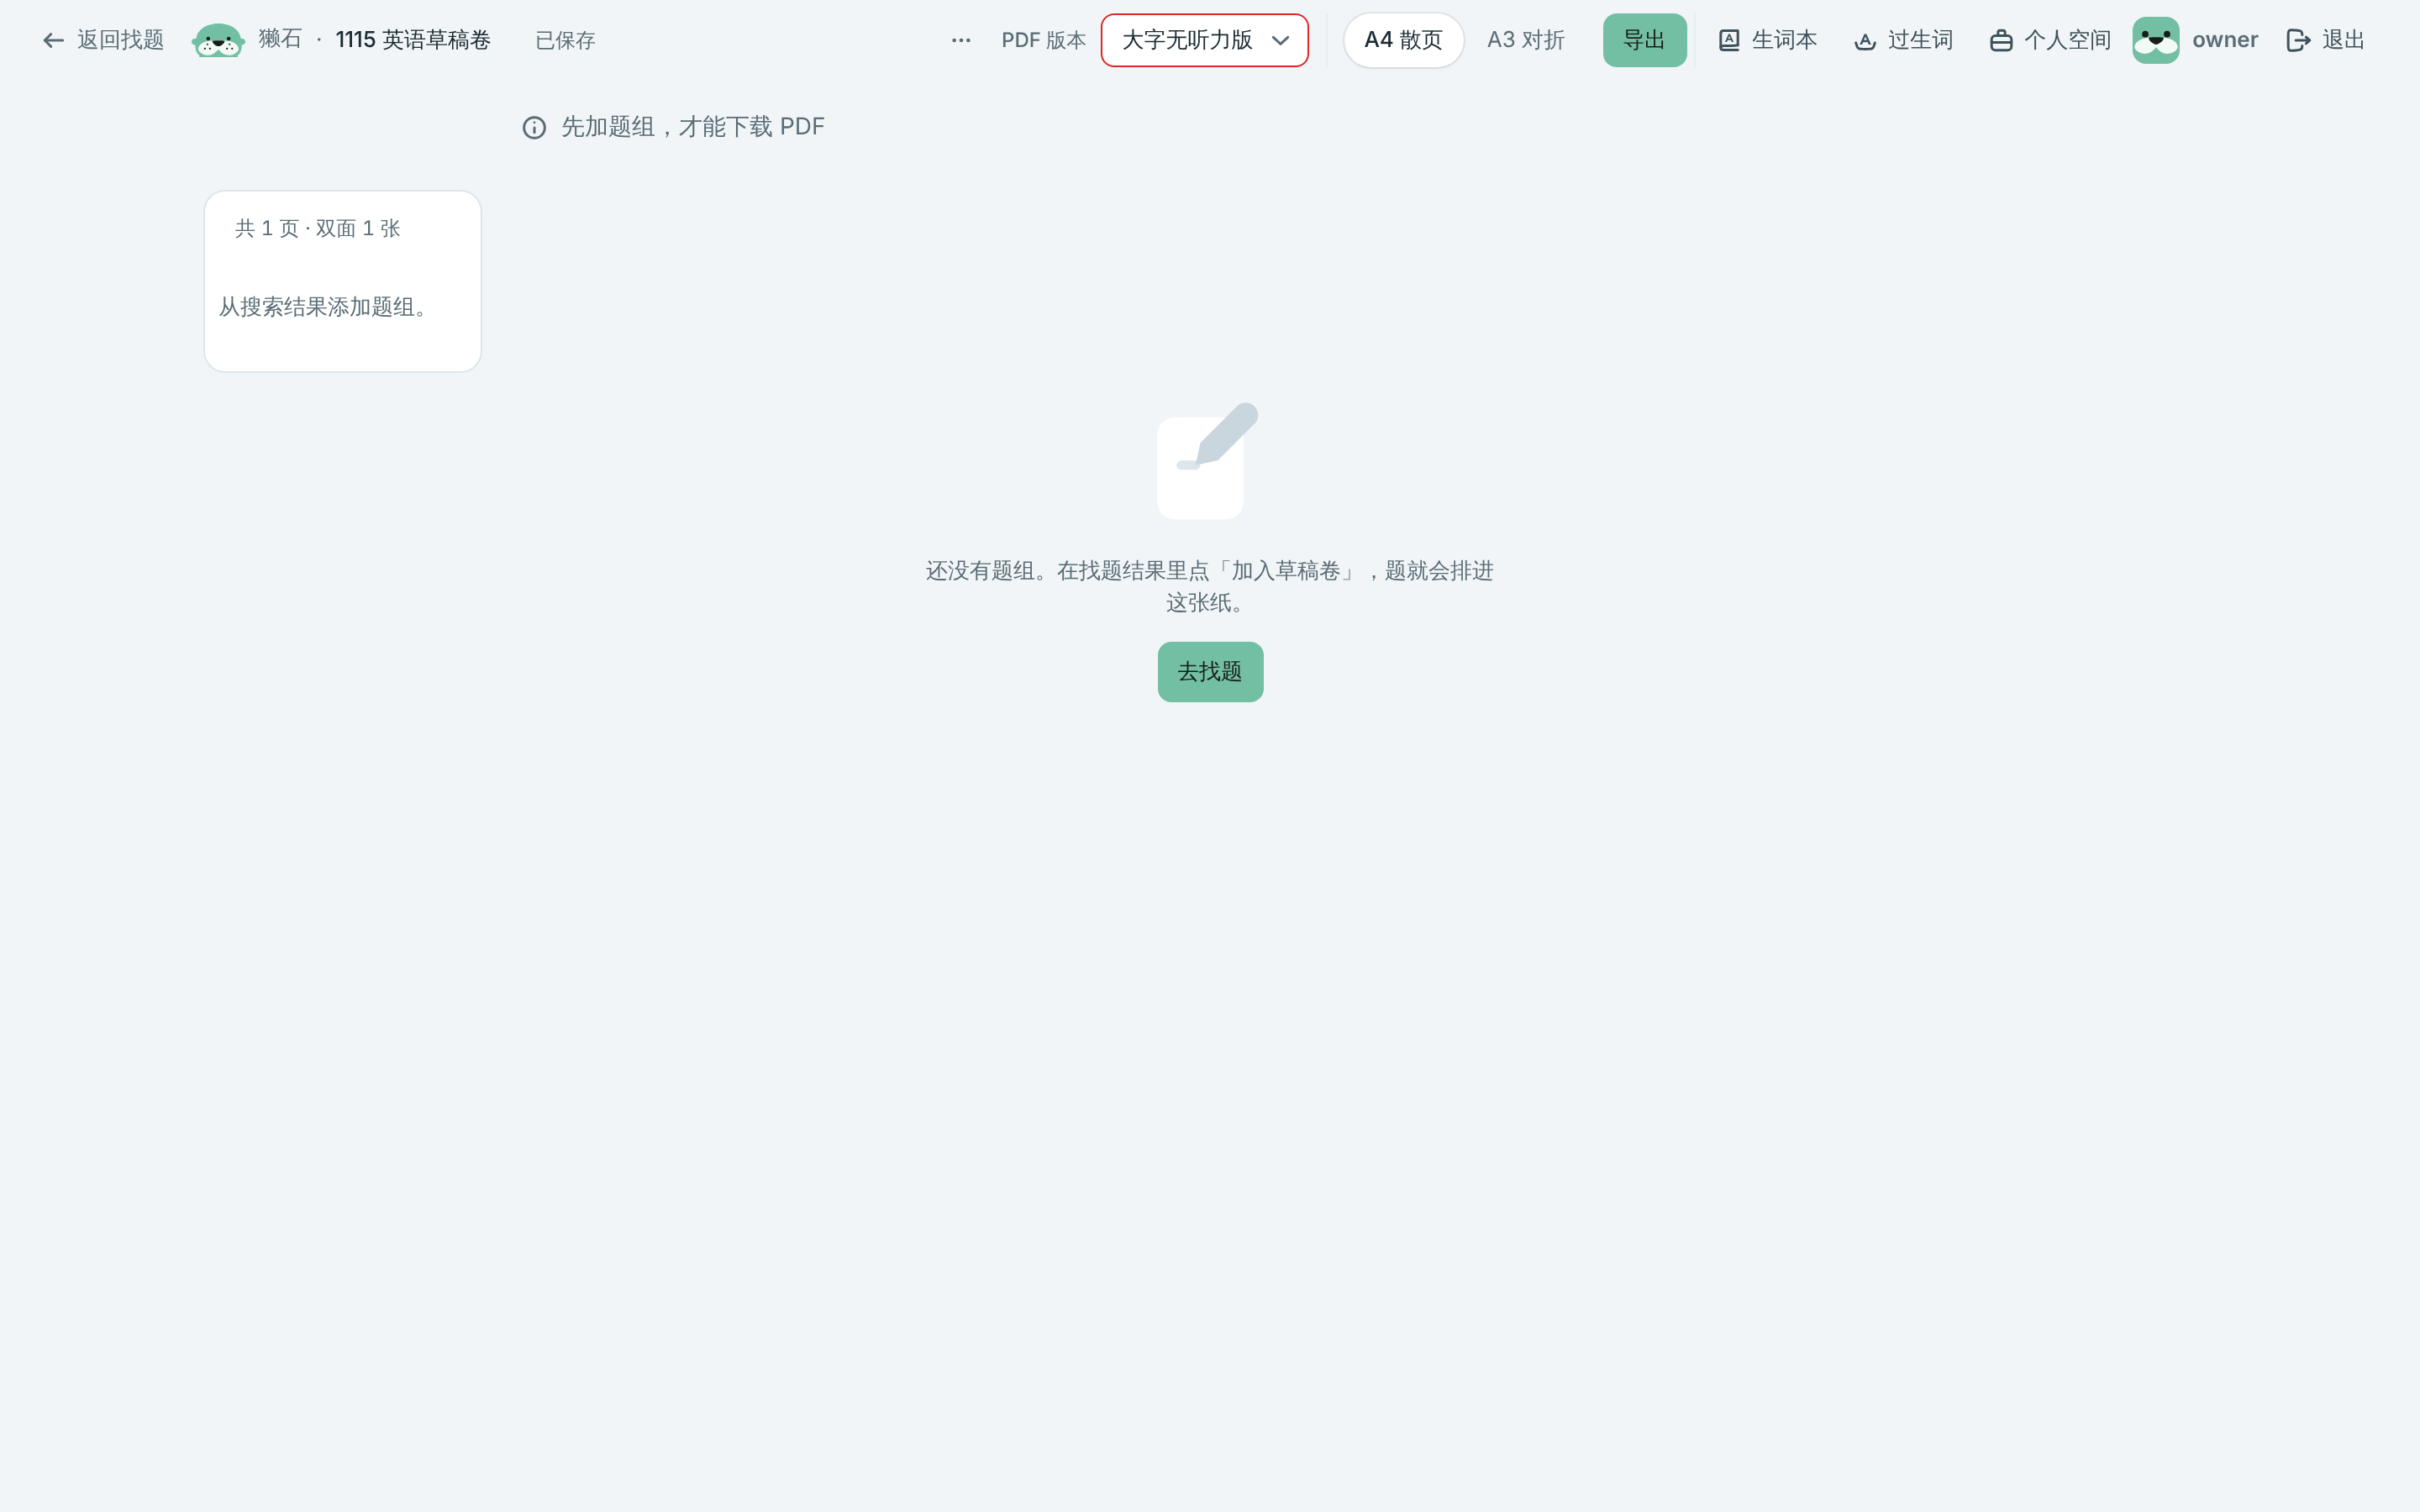 返回找题
獭石 · 1115 英语草稿卷
已保存
PDF 版本
大字无听力版
A4 散页
A3 对折
导出
生词本
过生词
个人空间
owner
退出
先加题组，才能下载 PDF
共 1 页 · 双面 1 张
从搜索结果添加题组。
还没有题组。在找题结果里点「加入草稿卷」，题就会排进
这张纸。
去找题